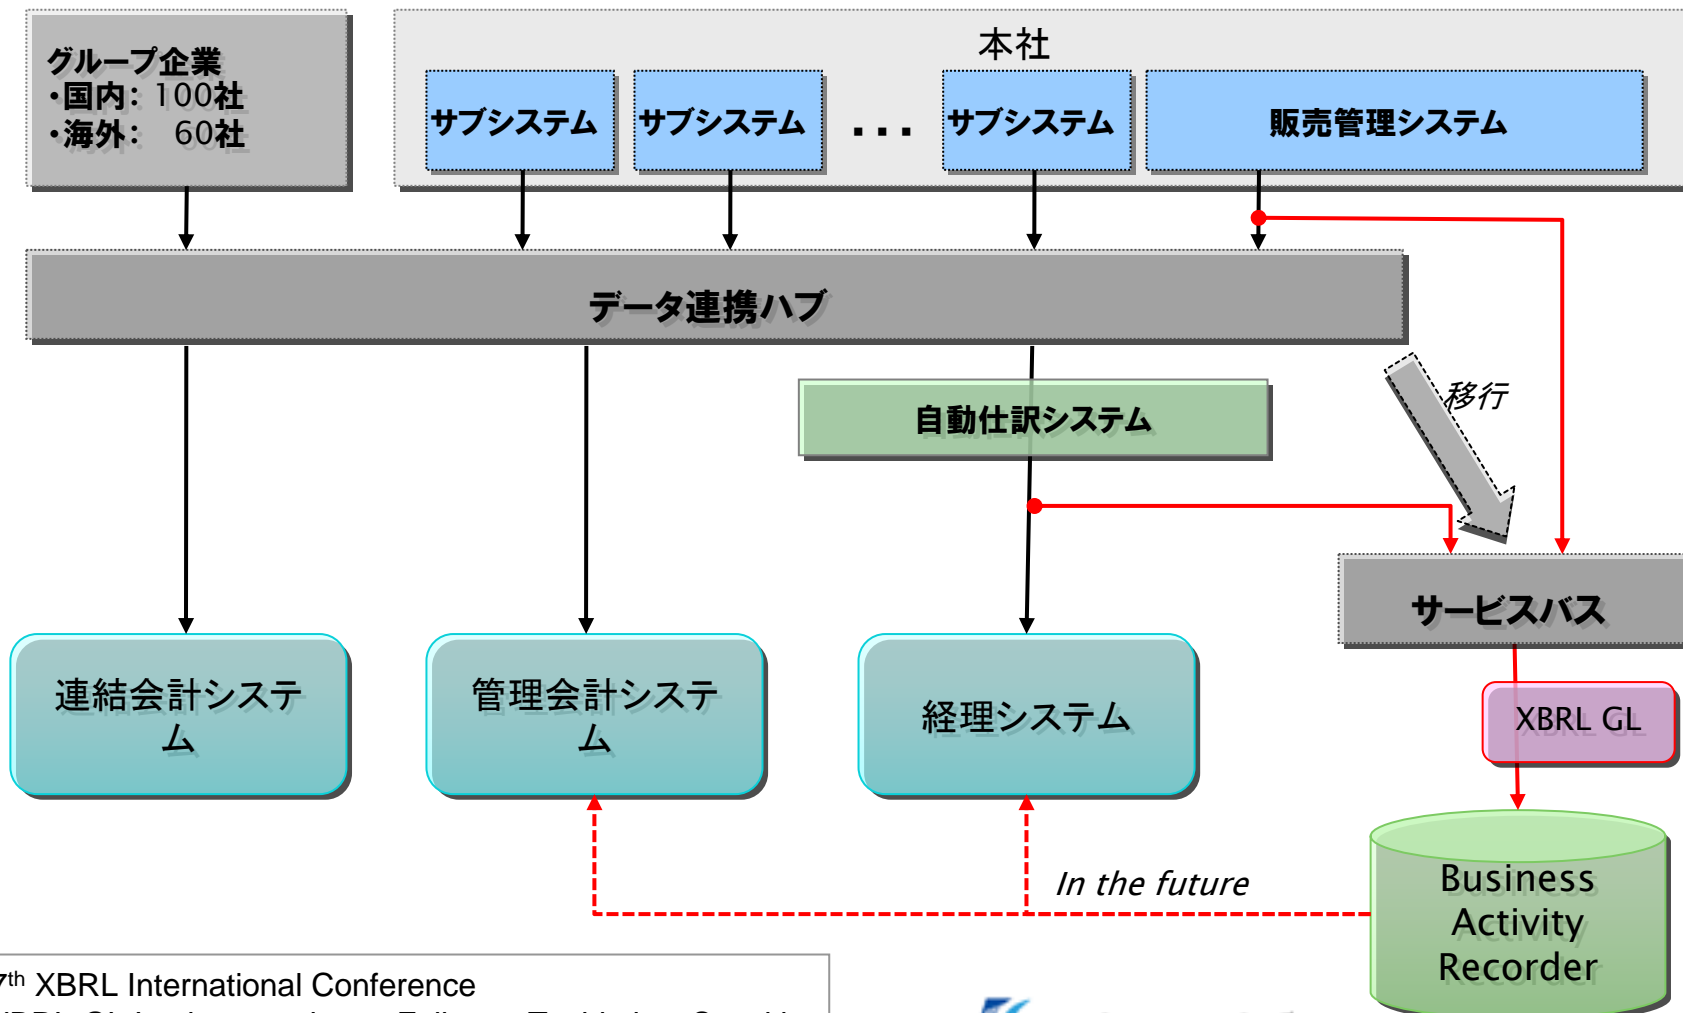 グループ企業
・国内： 100社
・海外： 60社
本社
サブシステム
サブシステム
...
サブシステム
販売管理システム
データ連携ハブ
移行
自動仕訳システム
サービスバス
連結会計システ
ム
管理会計システ
ム
経理システム
XBRL GL
In the future
Business
Activity
Recorder
7th XBRL International Conference